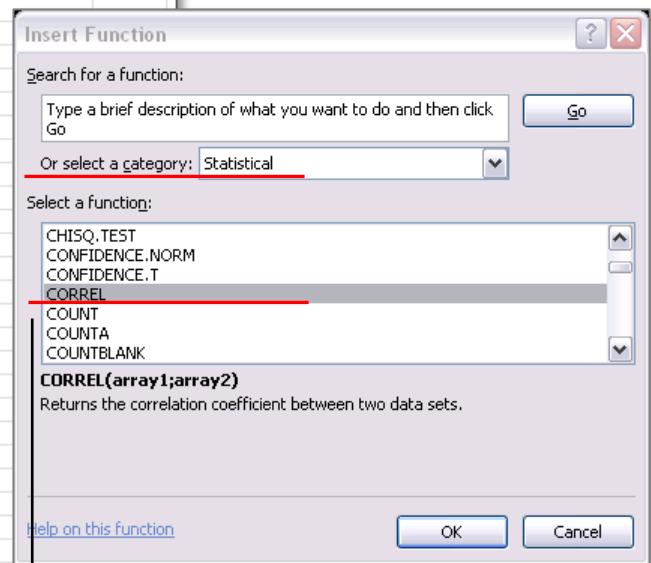 Insert Function
Search for a function:
Type a brief description of what you want to do and then click
Go
Go
Or select a category: Statistical
Select a function:
CHISQ.TEST
CONFIDENCE.NORM
CONFIDENCE.T
CORREL
COUNT
COUNTA
COUNTBLANK
CORREL(array1;array2)
Returns the correlation coefficient between two data sets.
Help on this function
OK
Cancel